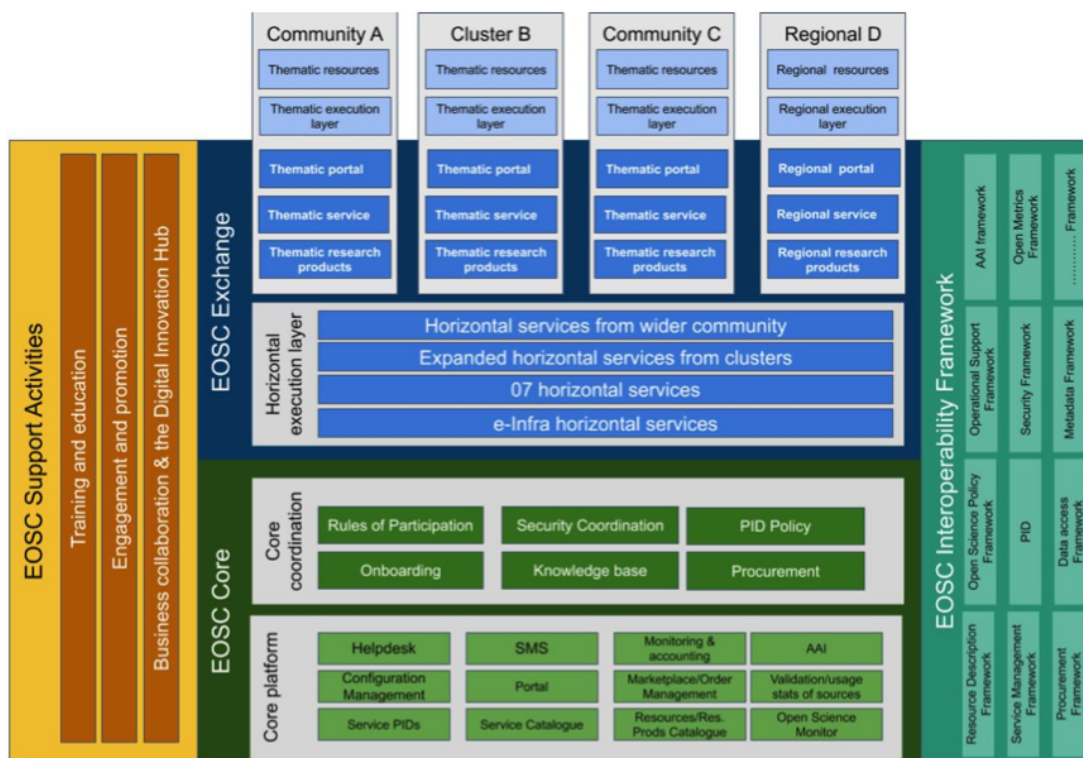 Community A
Thematic resources
Thematic execution
layer
Thematic portal
Thematic service
Thematic research
products
Cluster B
Thematic resources
Thematic execution
layer
Thematic portal
Thematic service
Thematic research
products
Community C
Thematic resources
Thematic execution
layer
Thematic portal
Thematic service
Thematic research
products
Regional D
Regional resources
Regional execution
layer
Regional portal
Regional service
Regional research
products
EOSC Support Activities
Training and education
Engagement and promotion
Business collaboration & the Digital Innovation Hub
EOSC Exchange
Horizontal
execution layer
Horizontal services from wider community
Expanded horizontal services from clusters
07 horizontal services
e-Infra horizontal services
EOSC Core
Core
coordination
Rules of Participation
Security Coordination
PID Policy
Onboarding
Knowledge base
Procurement
Core platform
Helpdesk
SMS
Monitoring &
accounting
AAI
Configuration
Management
Portal
Marketplace/Order
Management
Validation/usage
stats of sources
Service PIDs
Service Catalogue
Resources/Res.
Prods Catalogue
Open Science
Monitor
EOSC Interoperability Framework
AAI framework
Open Metrics
Framework
........... Framework
Operational Support
Framework
Security Framework
Metadata Framework
Open Science Policy
Framework
PID
Data access
Framework
Resource Description
Framework
Service Management
Framework
Procurement
Framework